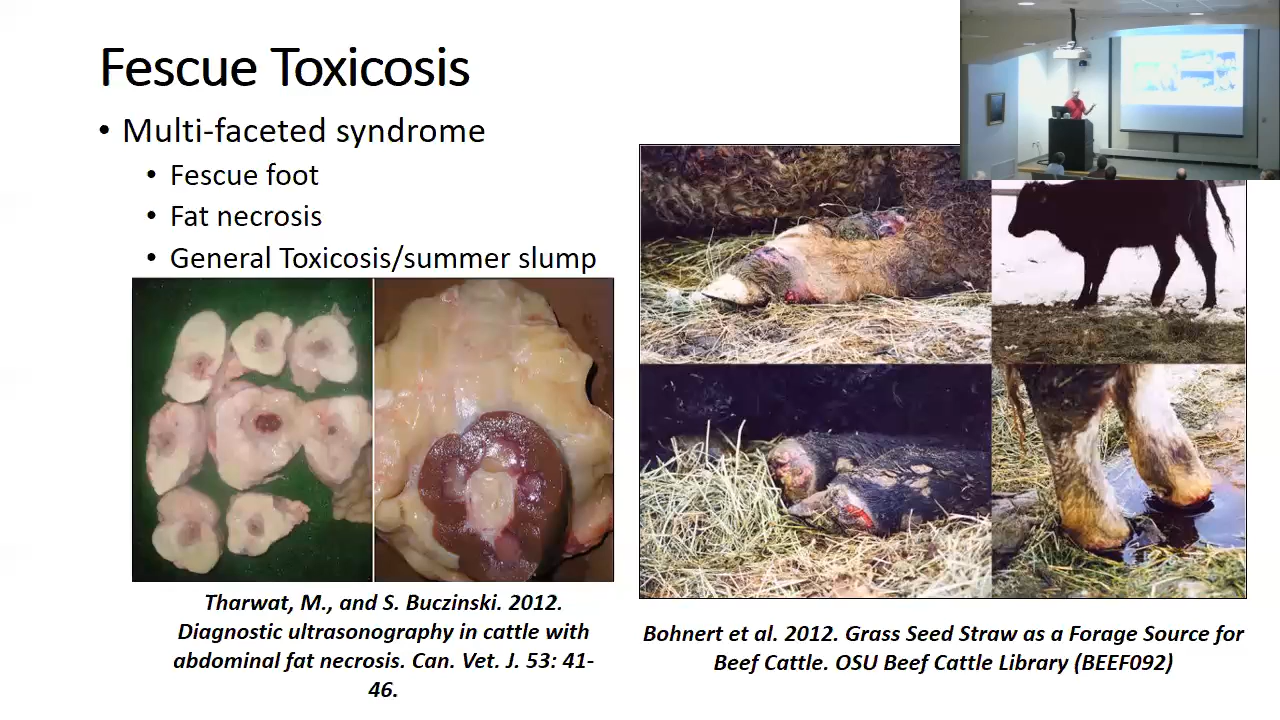 Fescue Toxicosis
• Multi-faceted syndrome
• Fescue foot
• Fat necrosis
• General Toxicosis/summer slump
Tharwat, M., and S. Buczinski. 2012.
Diagnostic ultrasonography in cattle with
abdominal fat necrosis. Can. Vet. J. 53: 41-
46.
Bohnert et al. 2012. Grass Seed Straw as a Forage Source for
Beef Cattle. OSU Beef Cattle Library (BEEF092)